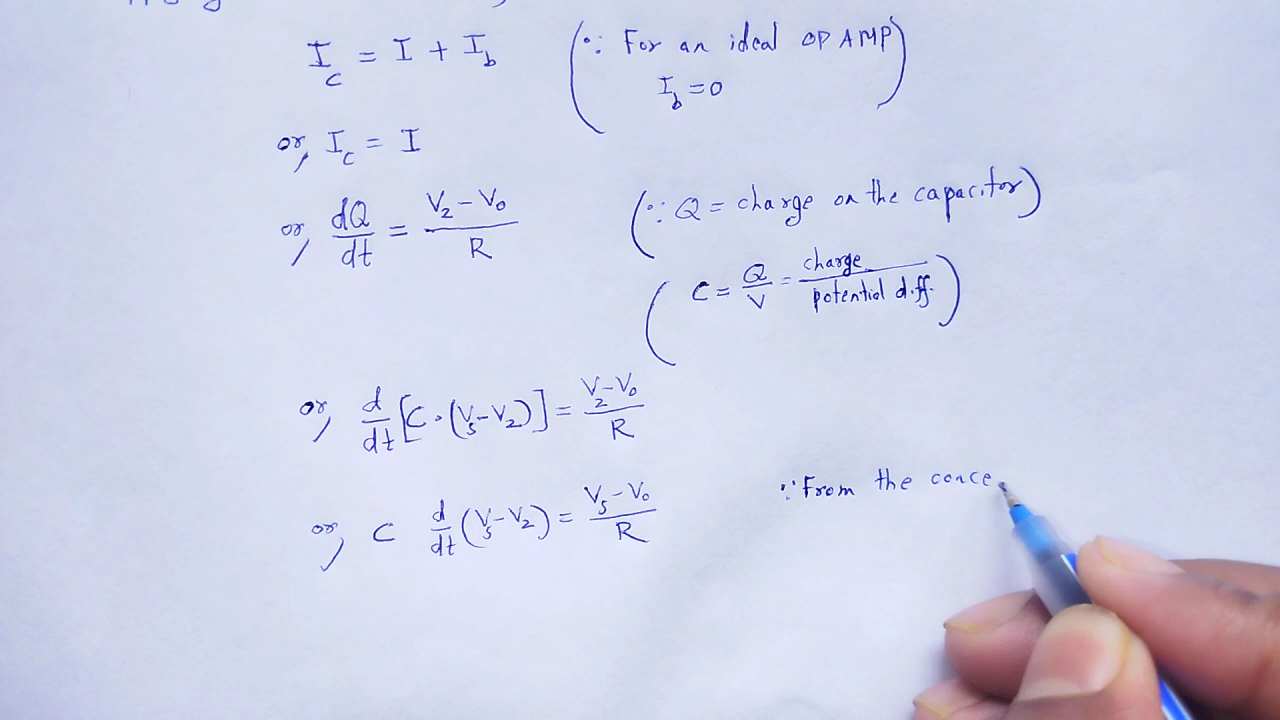 I_c = I + I_b (∵ For an ideal OP AMP I_b = 0)
or, I_c = I
or, dQ/dt = (V_2 - V_0)/R (∵ Q = charge on the capacitor)
(C = Q/V = charge/potential diff.)
or, d/dt [C · (V_s - V_2)] = (V_2 - V_0)/R
or, C d/dt (V_s - V_2) = (V_s - V_0)/R ∵ From the conce